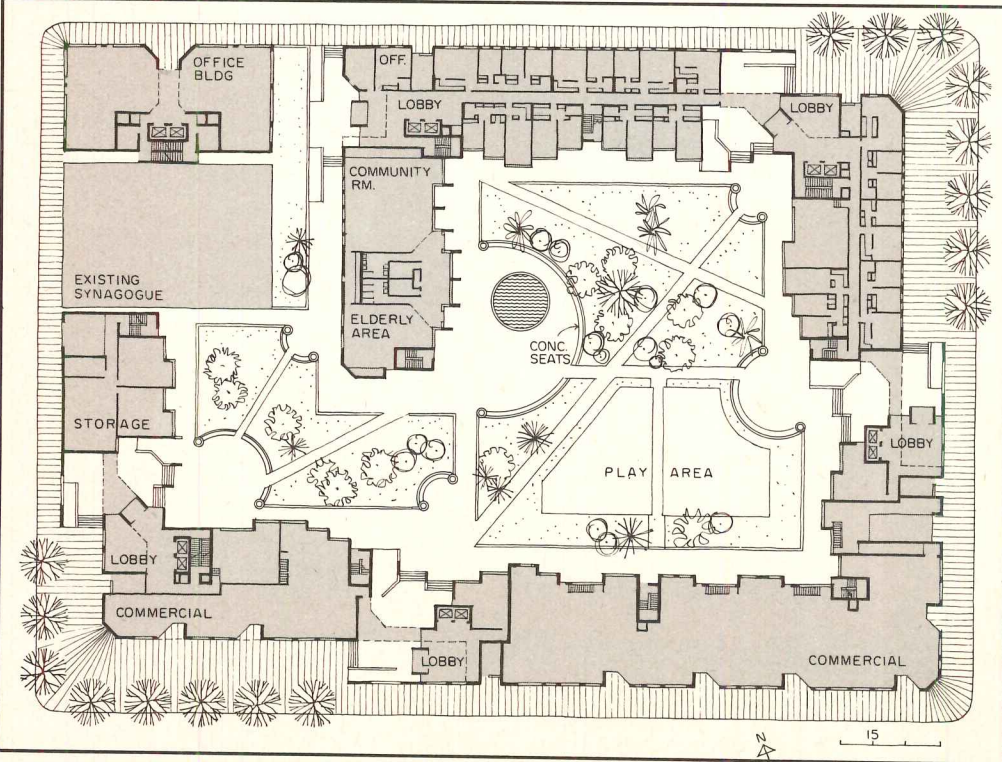 OFFICE
BLDG
OFF.
LOBBY
LOBBY
COMMUNITY
RM.
EXISTING
SYNAGOGUE
ELDERLY
AREA
CONC.
SEATS
STORAGE
LOBBY
PLAY AREA
LOBBY
COMMERCIAL
LOBBY
COMMERCIAL
N
15